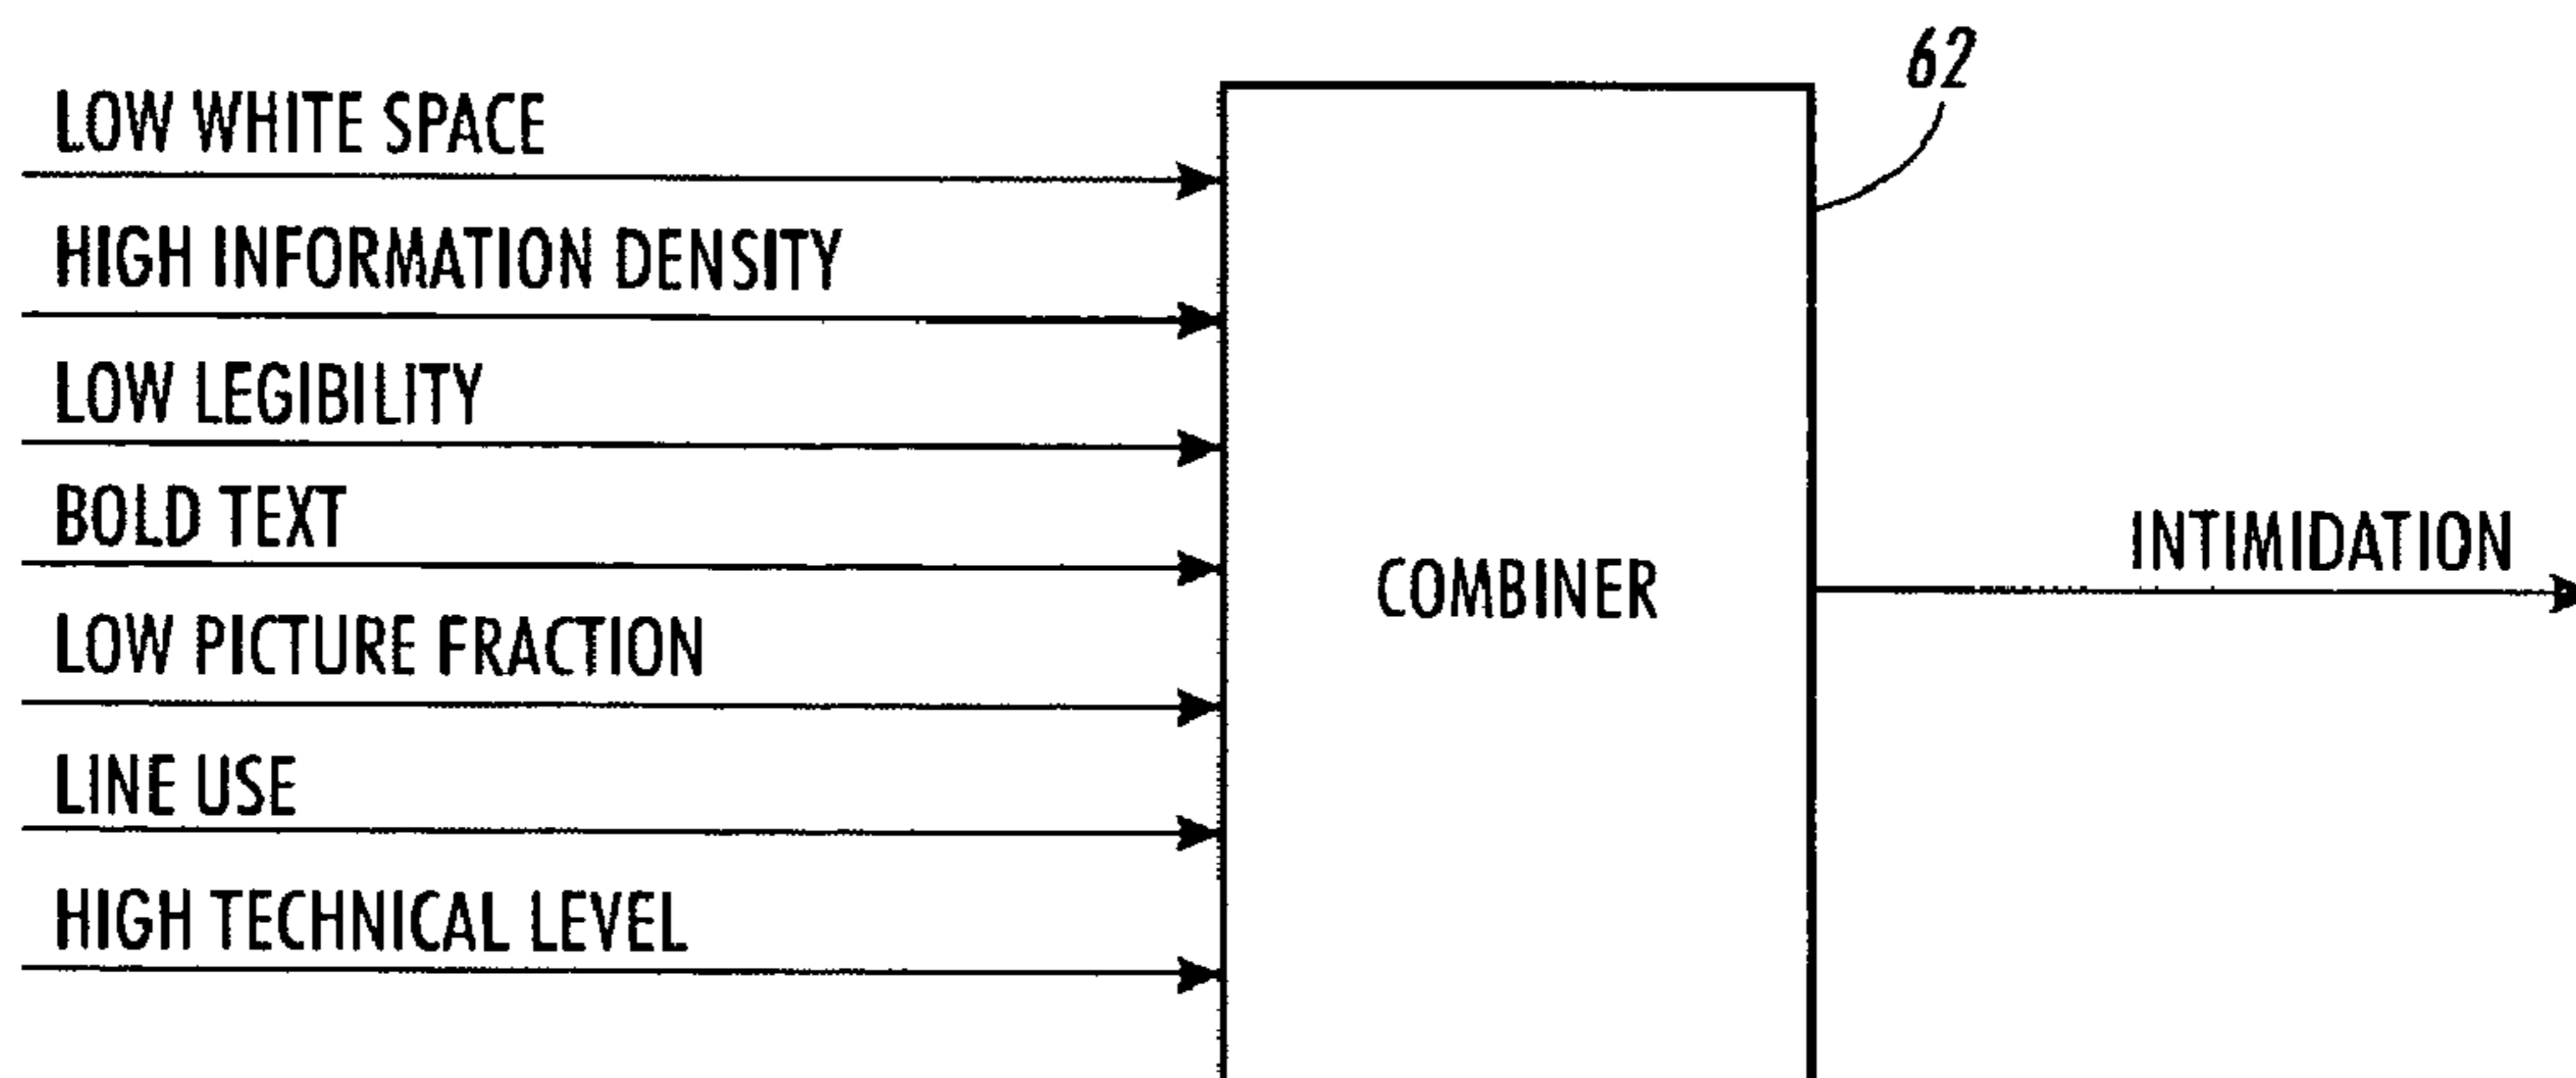 62
LOW WHITE SPACE
HIGH INFORMATION DENSITY
LOW LEGIBILITY
BOLD TEXT
INTIMIDATION
COMBINER
LOW PICTURE FRACTION
LINE USE
HIGH TECHNICAL LEVEL